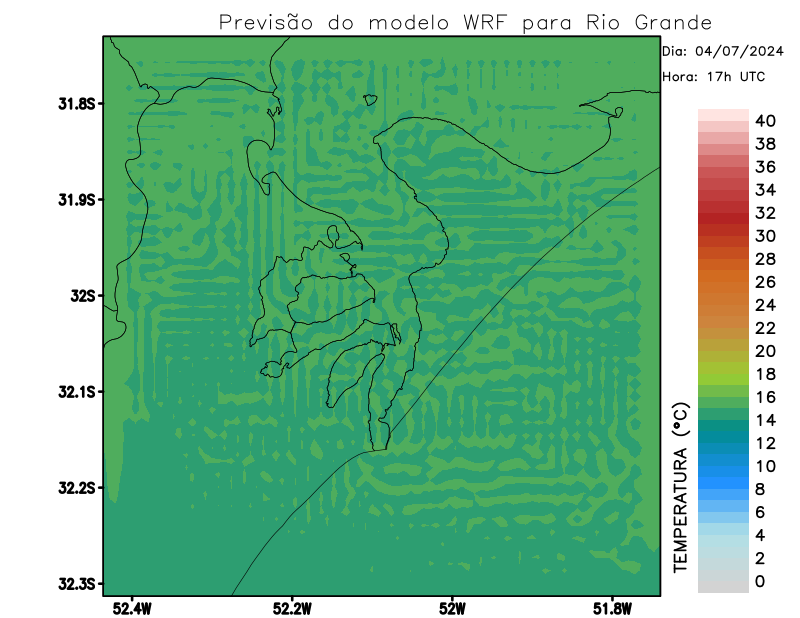 Previsão do modelo WRF para Rio Grande
Dia: 04/07/2024
Hora: 17h UTC
31.8S
31.9S
32S
32.1S
32.2S
32.3S
52.4W
52.2W
52W
51.8W
TEMPERATURA (°C)
40
38
36
34
32
30
28
26
24
22
20
18
16
14
12
10
8
6
4
2
0